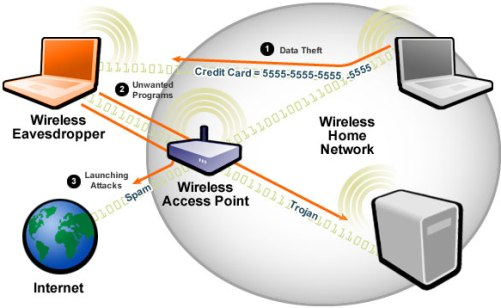 1 Data Theft
Credit Card = 5555-5555-5555 -5555
2 Unwanted
Programs
Wireless
Eavesdropper
Wireless
Home
Network
3 Launching
Attacks
Spam
Wireless
Access Point
Trojan
Internet